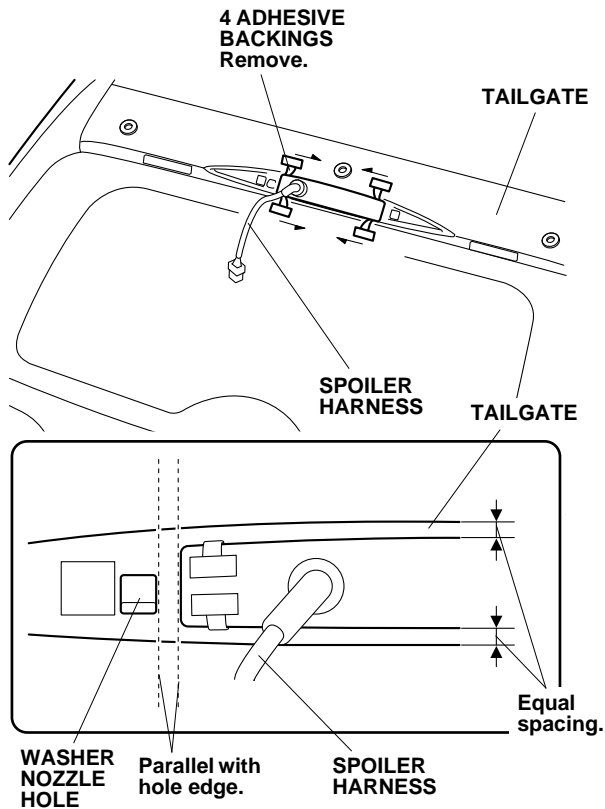 4 ADHESIVE
BACKINGS
Remove.
TAILGATE
SPOILER
HARNESS
TAILGATE
Equal
spacing.
WASHER
NOZZLE
HOLE
Parallel with
hole edge.
SPOILER
HARNESS